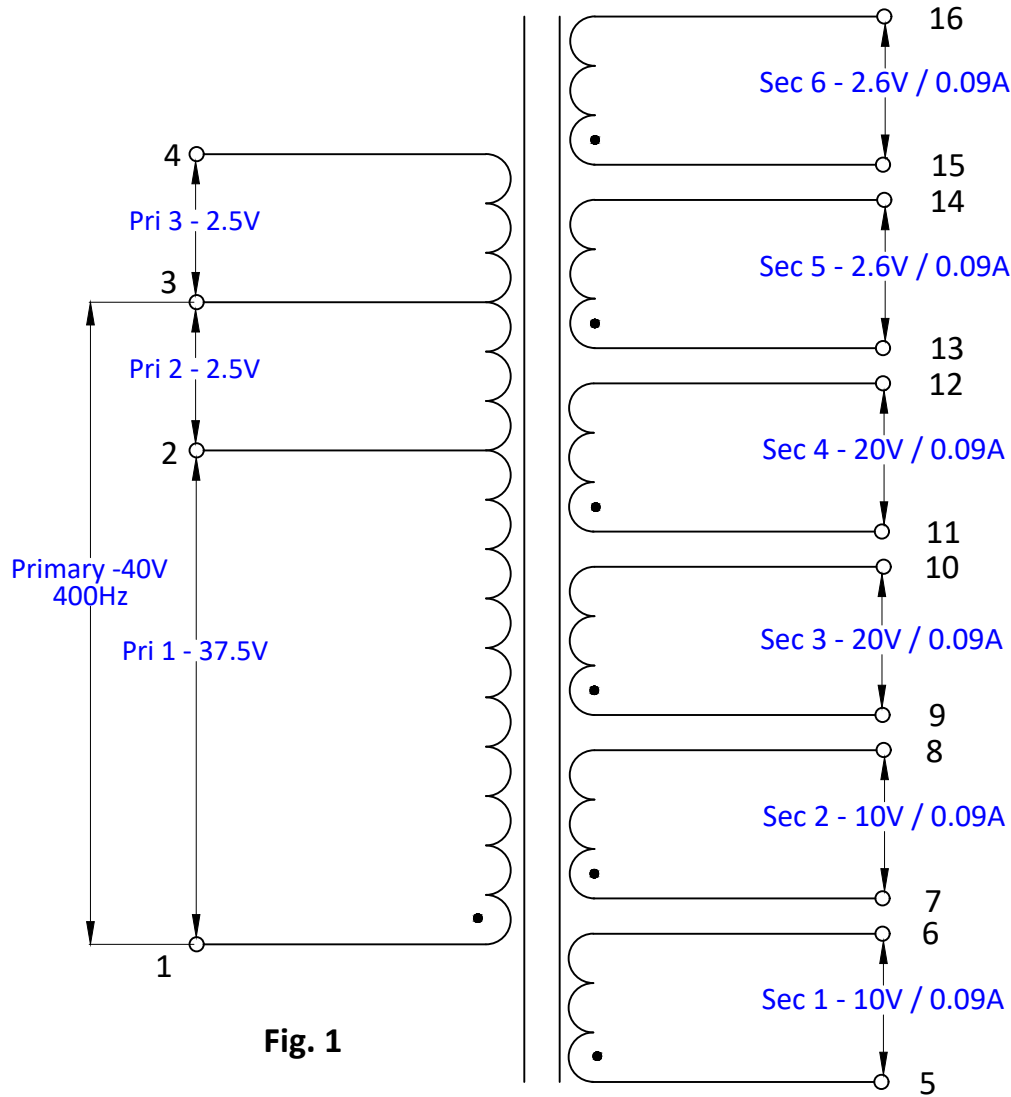 16
Sec 6 - 2.6V / 0.09A
15
4
Pri 3 - 2.5V
14
Sec 5 - 2.6V / 0.09A
3
13
Pri 2 - 2.5V
12
2
Sec 4 - 20V / 0.09A
11
Primary -40V
400Hz
10
Pri 1 - 37.5V
Sec 3 - 20V / 0.09A
9
8
Sec 2 - 10V / 0.09A
7
6
1
Sec 1 - 10V / 0.09A
Fig. 1
5